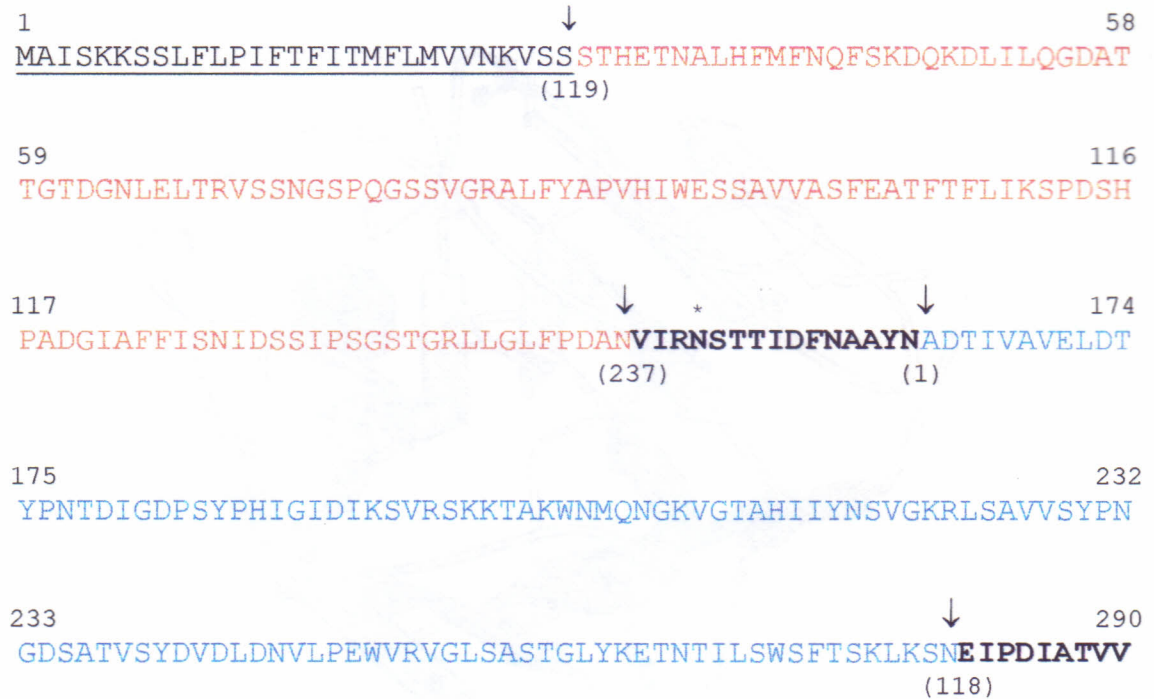 1 ↓ 58
MAISKKSSLFLPIFTFITMFLMVVNKVSSSTHETNALHFMFNQFSKDQKDLILQGDAT
(119)
59 116
TGTDGNLELTRVSSNGSPQGSSVGRALFYAPVHIWESSAVVASFEATFTFLIKSPDSH
117 ↓ * ↓ 174
PADGIAFFISNIDSSIPSGSTGRLLGLFPDANVIRNSTTIDFNAAYNADTIVAVELDT
(237) (1)
175 232
YPNTDIGDPSYPHIGIDIKSVRSKKTAKWNMQNGKVGTAHIIYNSVGKRLSAVVSYPN
233 ↓ 290
GDSATVSYDVDLDNVLPEWVRVGLSASTGLYKETNTILSWSFTSKLKSNEIPDIATVV
(118)